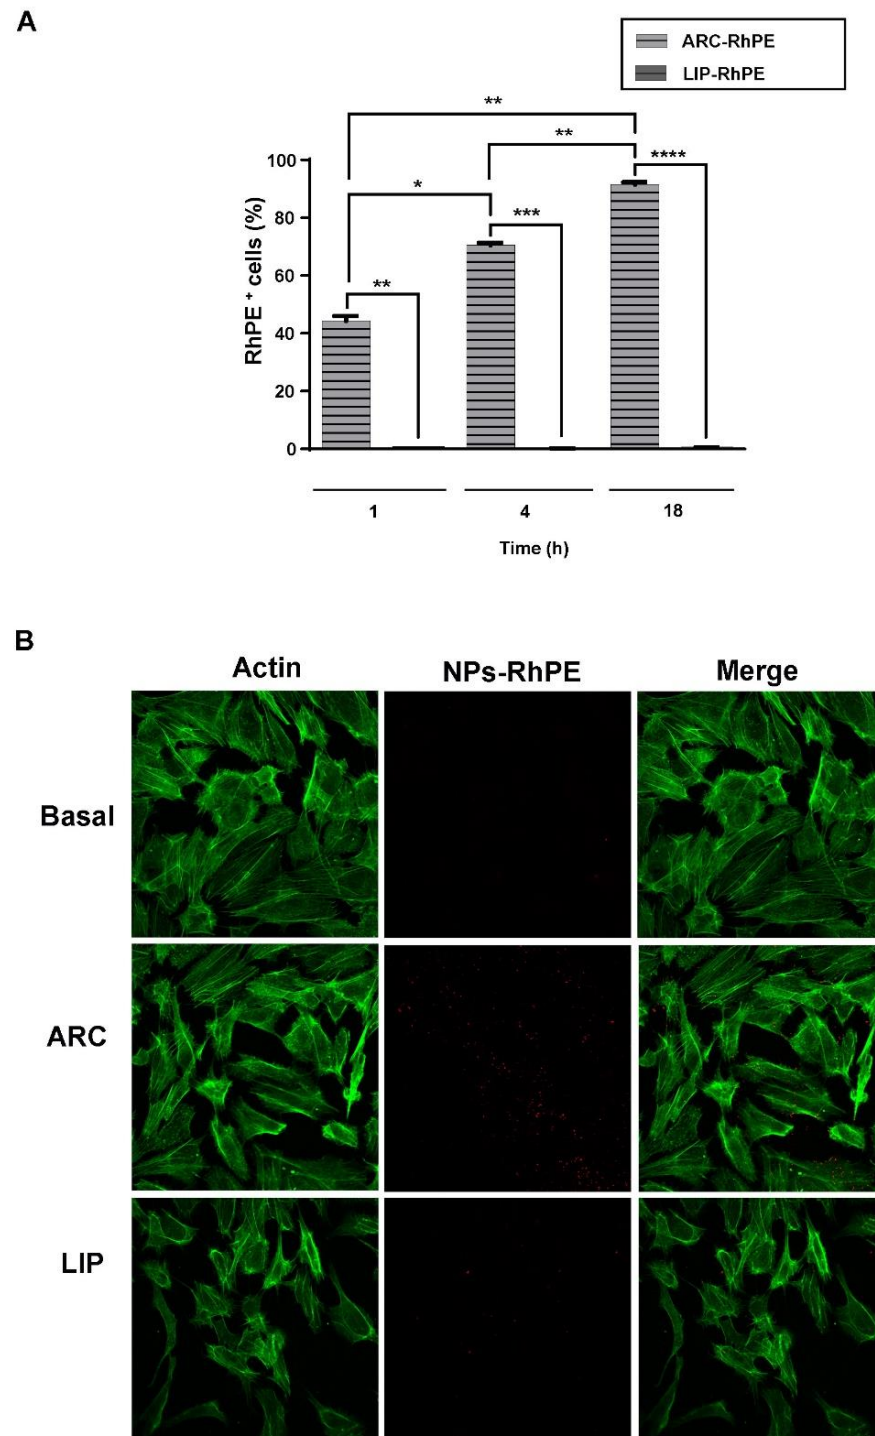 A
ARC-RhPE
LIP-RhPE
**
**
****
*
***
**
RhPE + cells (%)
100
80
60
40
20
0
1 4 18
Time (h)
B
Actin NPs-RhPE Merge
Basal
ARC
LIP